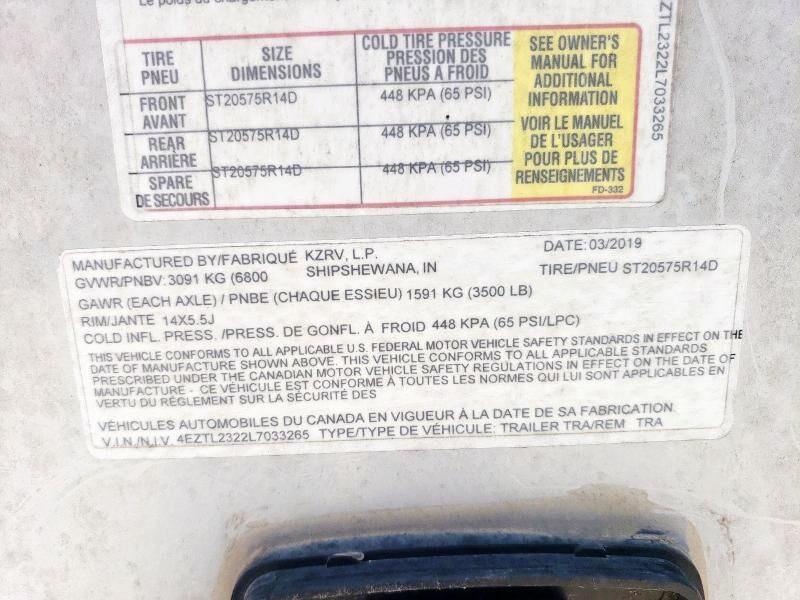 Le poids du chargement
TIRE PNEU SIZE DIMENSIONS COLD TIRE PRESSURE PRESSION DES PNEUS A FROID
FRONT AVANT ST20575R14D 448 KPA (65 PSI)
REAR ARRIÈRE ST20575R14D 448 KPA (65 PSI)
SPARE DE SECOURS ST20575R14D 448 KPA (65 PSI)
SEE OWNER'S
MANUAL FOR
ADDITIONAL
INFORMATION
VOIR LE MANUEL
DE L'USAGER
POUR PLUS DE
RENSEIGNEMENTS
FD-332
ZTL2322L7033265
MANUFACTURED BY/FABRIQUÉ KZRV, L.P. DATE: 03/2019
GVWR/PNBV: 3091 KG (6800 SHIPSHEWANA, IN TIRE/PNEU ST20575R14D
GAWR (EACH AXLE) / PNBE (CHAQUE ESSIEU) 1591 KG (3500 LB)
RIM/JANTE 14X5.5J
COLD INFL. PRESS. /PRESS. DE GONFL. À FROID 448 KPA (65 PSI/LPC)
THIS VEHICLE CONFORMS TO ALL APPLICABLE U.S. FEDERAL MOTOR VEHICLE SAFETY STANDARDS IN EFFECT ON THE
DATE OF MANUFACTURE SHOWN ABOVE. THIS VEHICLE CONFORMS TO ALL APPLICABLE STANDARDS
PRESCRIBED UNDER THE CANADIAN MOTOR VEHICLE SAFETY REGULATIONS IN EFFECT ON THE DATE OF
MANUFACTURE - CE VÉHICULE EST CONFORME À TOUTES LES NORMES QUI LUI SONT APPLICABLES EN
VERTU DU RÉGLEMENT SUR LA SÉCURITÉ DES
VÉHICULES AUTOMOBILES DU CANADA EN VIGUEUR À LA DATE DE SA FABRICATION.
V.I.N./N.I.V. 4EZTL2322L7033265 TYPE/TYPE DE VÉHICULE: TRAILER TRA/REM TRA